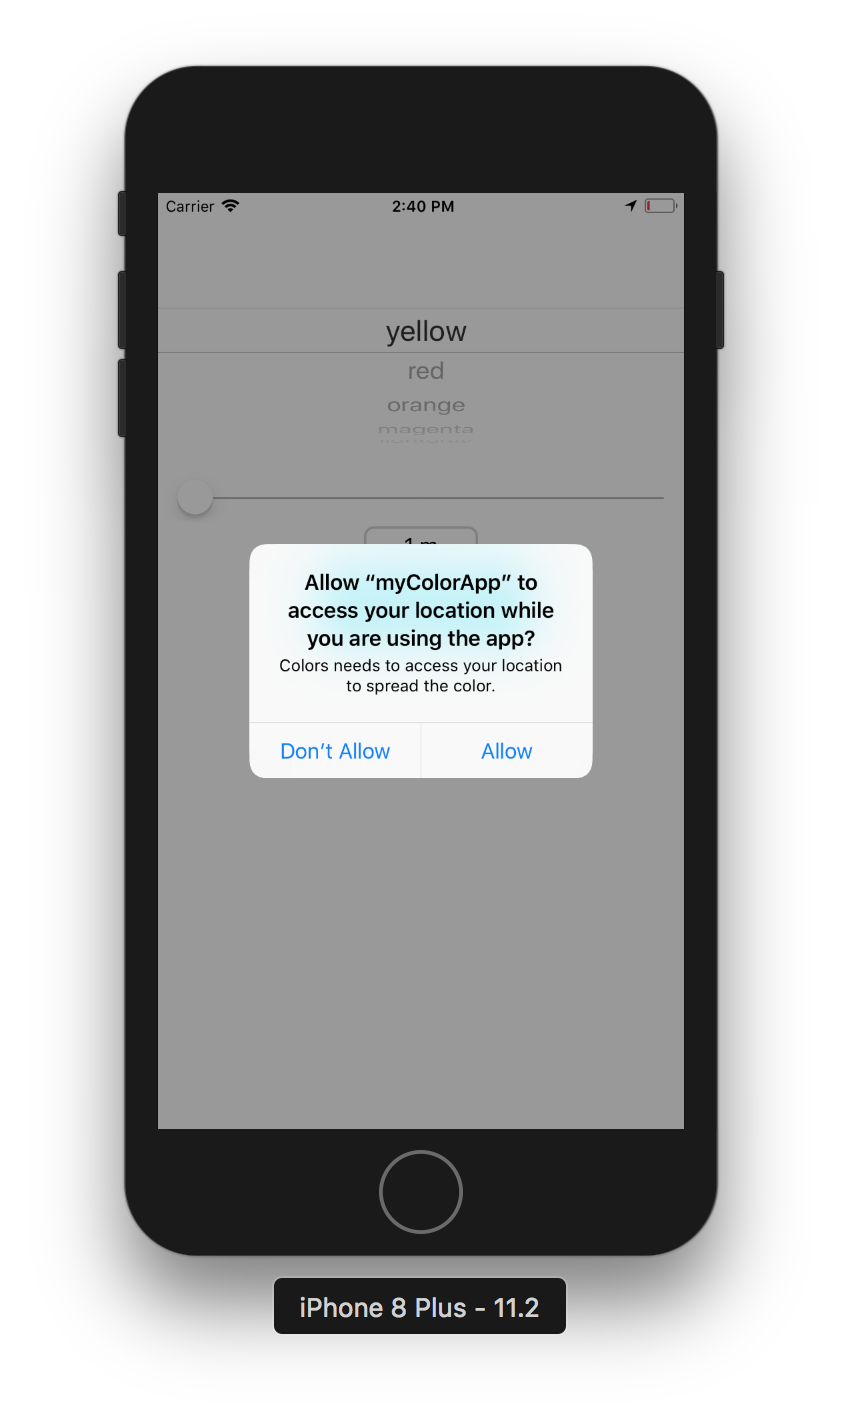 Carrier 2:40 PM
yellow
red
orange
magenta
1 m
Allow “myColorApp” to
access your location while
you are using the app?
Colors needs to access your location
to spread the color.
Don’t Allow Allow
iPhone 8 Plus - 11.2